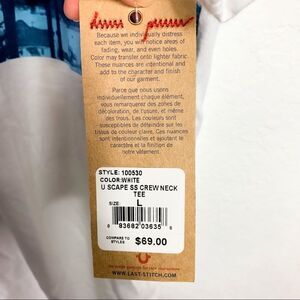 Because we individually distress
each item, you will notice areas of
fading, wear, and even holes.
Color may transfer onto lighter fabric.
These nuances are intentional and
add to the character and finish
of our garment.
Parce que nous usons
individuellement chaque élément,
vous remarquerez des zones de
décoloration, de l'usure, et même
des trous. Les couleurs sont
susceptibles de déteindre sur les
tissus de couleur claire. Ces nuances
sont intentionnelles et ajoutent le
caractère et la finition de
notre vêtement.
STYLE: 100530
COLOR:WHITE
U SCAPE SS CREW NECK
TEE
SIZE: L
83682 03635
COMPARE TO
STYLES $69.00
www.LAST-STITCH.com